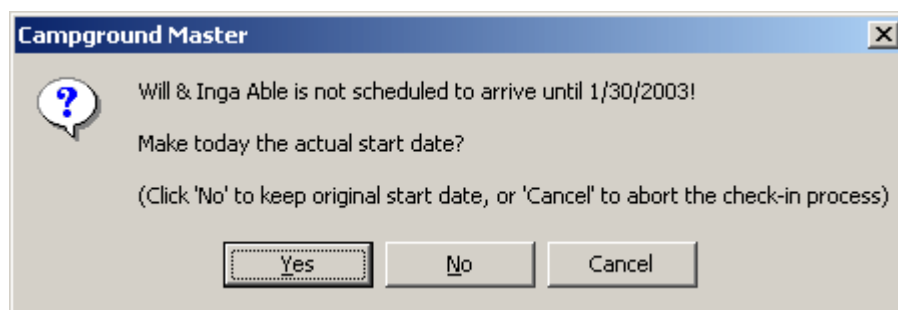 Campground Master
Will & Inga Able is not scheduled to arrive until 1/30/2003!
Make today the actual start date?
(Click 'No' to keep original start date, or 'Cancel' to abort the check-in process)
Yes No Cancel